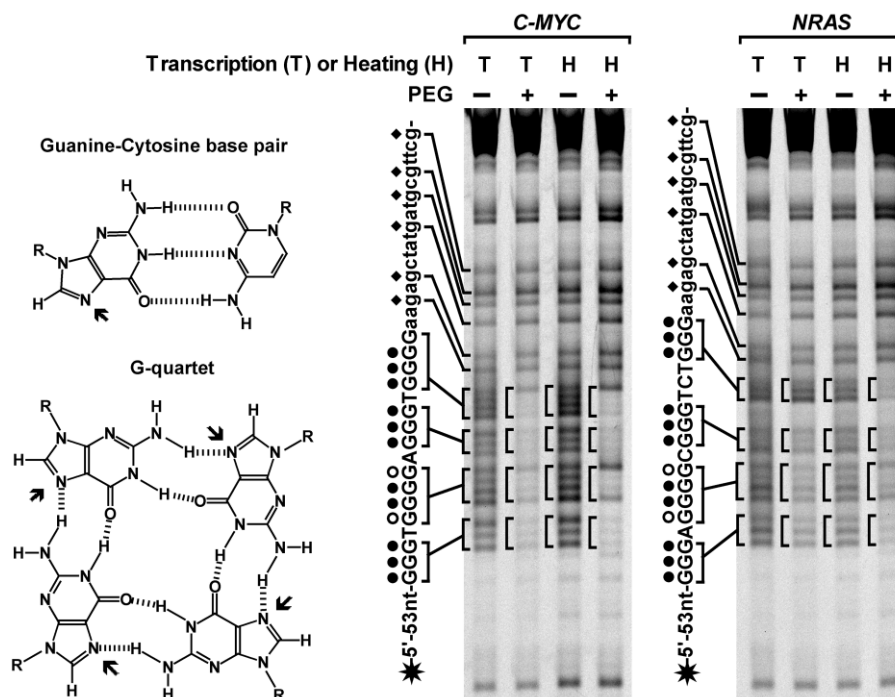 C-MYC
NRAS
Transcription (T) or Heating (H)
T T H H
T T H H
PEG
− + − +
− + − +
Guanine-Cytosine base pair
H
N H O R
R N N
N N H N
H N O H N
H
G-quartet
R H H
N N N H N R
H N N H N
N O H O N N
H H H N
N H O H H
H N N O H N N H
N N H N N N
R H R
5'-53nt-GGGTGGGGAGGGTGGGGaagagctatgatgcgttcg-
5'-53nt-GGGAGGGGCGGGTCTGGGaagagctatgatgcgttcg-